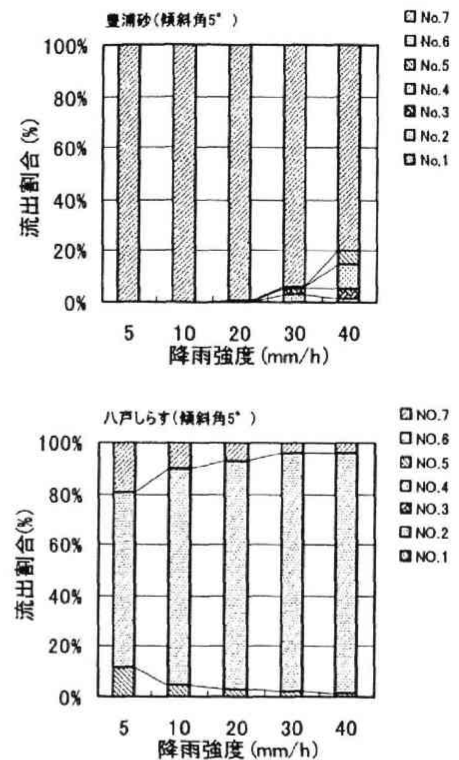 豊浦砂(傾斜角5°)
100%
80%
60%
40%
20%
0%
流出割合(%)
5 10 20 30 40
降雨強度(mm/h)
No.7
No.6
No.5
No.4
No.3
No.2
No.1
八戸しらす(傾斜角5°)
100%
80%
60%
40%
20%
0%
流出割合(%)
5 10 20 30 40
降雨強度(mm/h)
NO.7
NO.6
NO.5
NO.4
NO.3
NO.2
NO.1